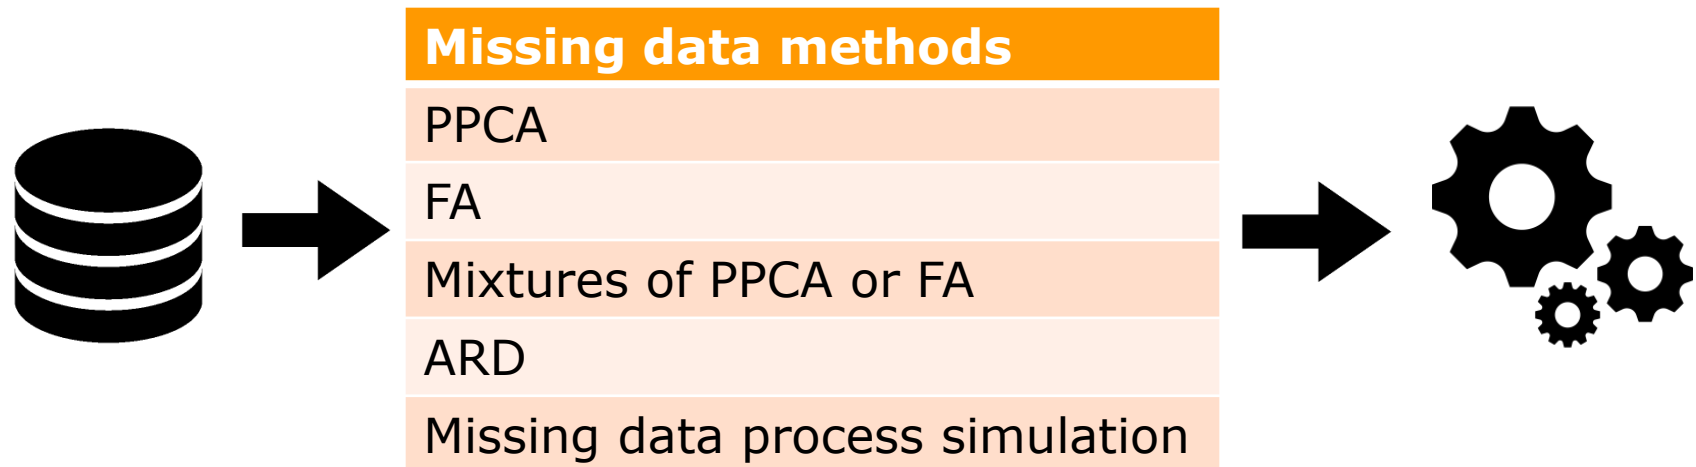 Missing data methods
PPCA
FA
Mixtures of PPCA or FA
ARD
Missing data process simulation